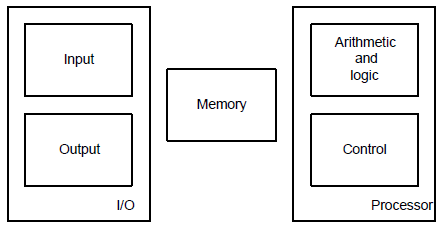 Input
Output
I/O
Memory
Arithmetic
and
logic
Control
Processor